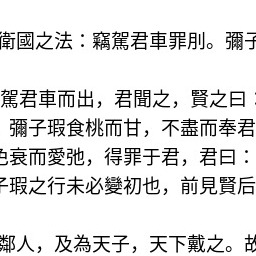 衛國之法：竊駕君車罪刖。彌子
駕君車而出，君聞之，賢之曰：
彌子瑕食桃而甘，不盡而奉君
色衰而愛弛，得罪于君，君曰：
子瑕之行未必變初也，前見賢后
鄰人，及為天子，天下戴之。故